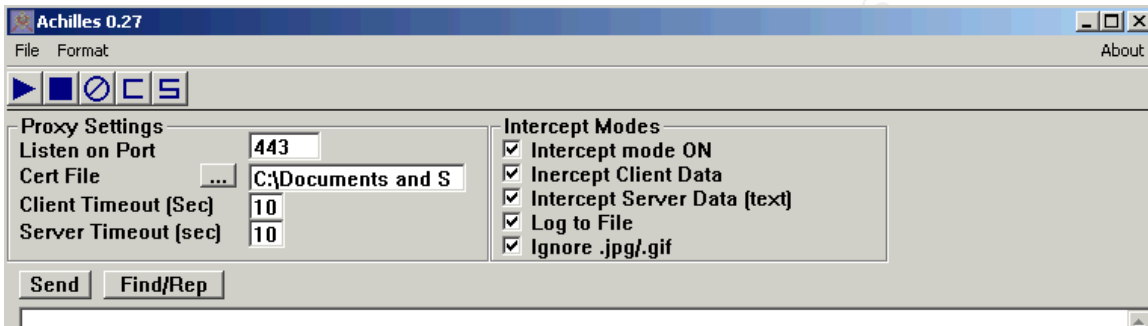 Achilles 0.27
File Format About
Proxy Settings
Listen on Port 443
Cert File ... C:\Documents and S
Client Timeout (Sec) 10
Server Timeout (sec) 10
Intercept Modes
Intercept mode ON
Inercept Client Data
Intercept Server Data (text)
Log to File
Ignore .jpg/.gif
Send Find/Rep